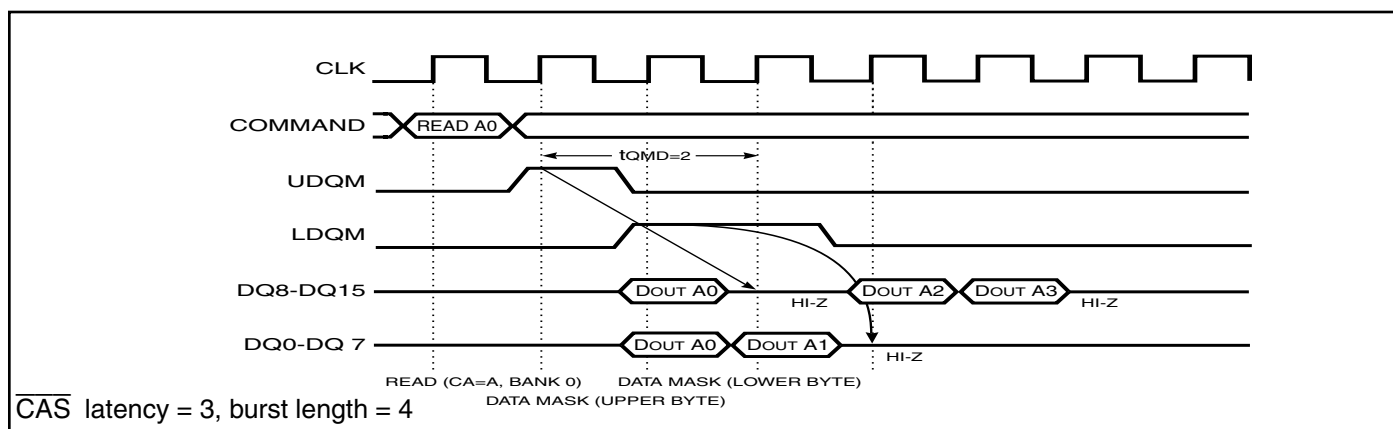 CLK
COMMAND READ A0
tQMD=2
UDQM
LDQM
DQ8-DQ15 DOUT A0 HI-Z DOUT A2 DOUT A3 HI-Z
DQ0-DQ 7 DOUT A0 DOUT A1 HI-Z
READ (CA=A, BANK 0) DATA MASK (LOWER BYTE)
DATA MASK (UPPER BYTE)
CAS latency = 3, burst length = 4